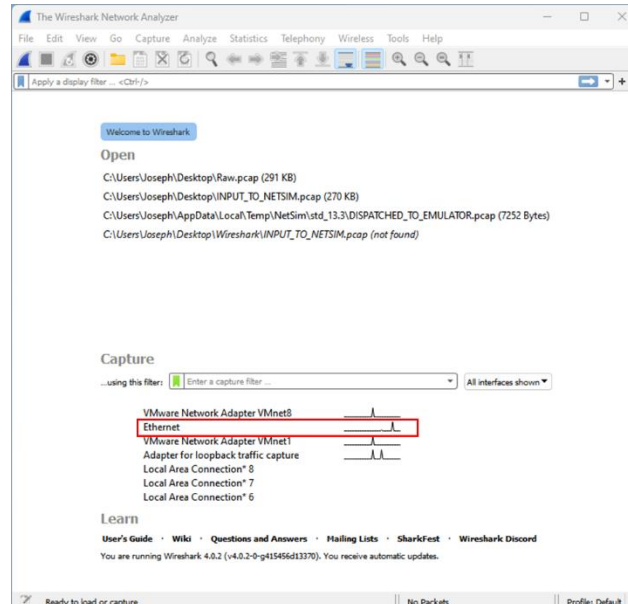 The Wireshark Network Analyzer
File Edit View Go Capture Analyze Statistics Telephony Wireless Tools Help
Apply a display filter ... <Ctrl-/>
Welcome to Wireshark
Open
C:\Users\Joseph\Desktop\Raw.pcap (291 KB)
C:\Users\Joseph\Desktop\INPUT_TO_NETSIM.pcap (270 KB)
C:\Users\Joseph\AppData\Local\Temp\NetSim\std_13.3\DISPATCHED_TO_EMULATOR.pcap (7252 Bytes)
C:\Users\Joseph\Desktop\Wireshark\INPUT_TO_NETSIM.pcap (not found)
Capture
...using this filter: Enter a capture filter ... All interfaces shown
VMware Network Adapter VMnet8
Ethernet
VMware Network Adapter VMnet1
Adapter for loopback traffic capture
Local Area Connection* 8
Local Area Connection* 7
Local Area Connection* 6
Learn
User's Guide · Wiki · Questions and Answers · Mailing Lists · SharkFest · Wireshark Discord
You are running Wireshark 4.0.2 (v4.0.2-0-g415456d13370). You receive automatic updates.
Ready to load or capture No Packets Profile: Default